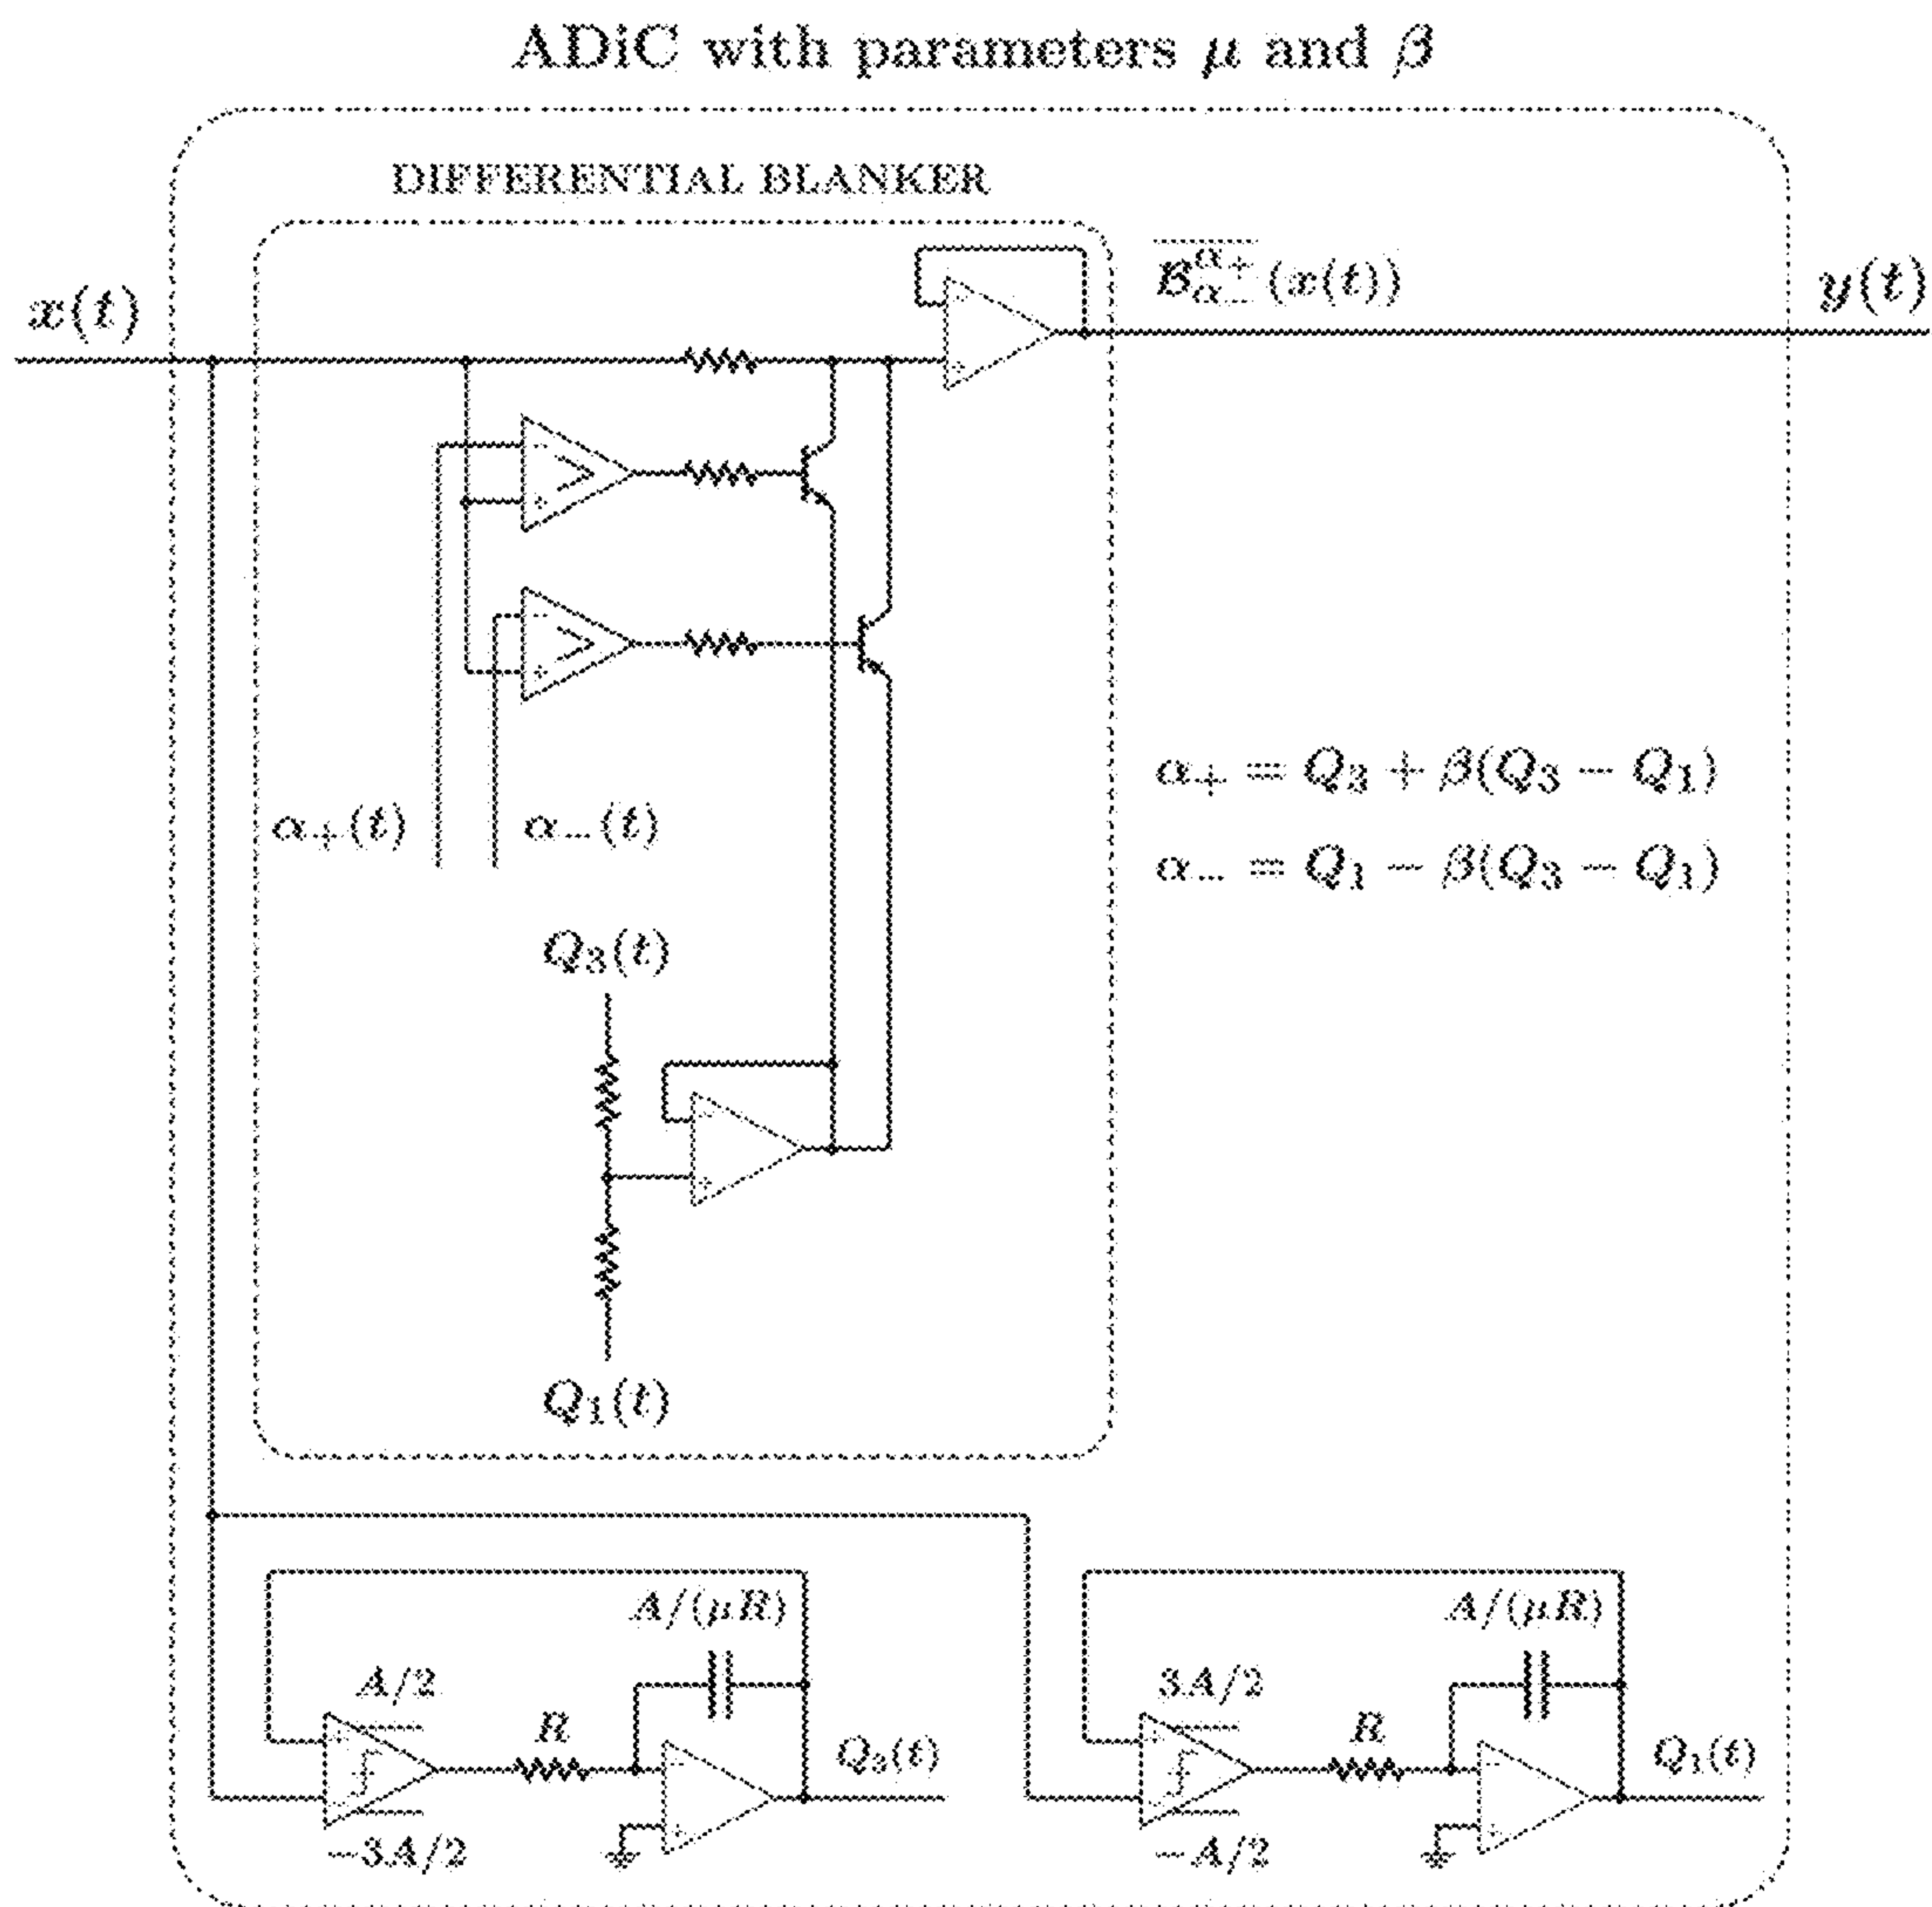 ADiC with parameters μ and β
DIFFERENTIAL BLANKER
x(t)
B̅_{α−}^{α+}(x(t))
y(t)
−
+
−
+
−
+
α+(t)
α−(t)
α+ = Q3 + β(Q3 − Q1)
α− = Q1 − β(Q3 − Q1)
Q3(t)
−
+
Q1(t)
A/(μR)
A/(μR)
A/2
R
Q3(t)
3A/2
R
Q1(t)
−3A/2
−A/2